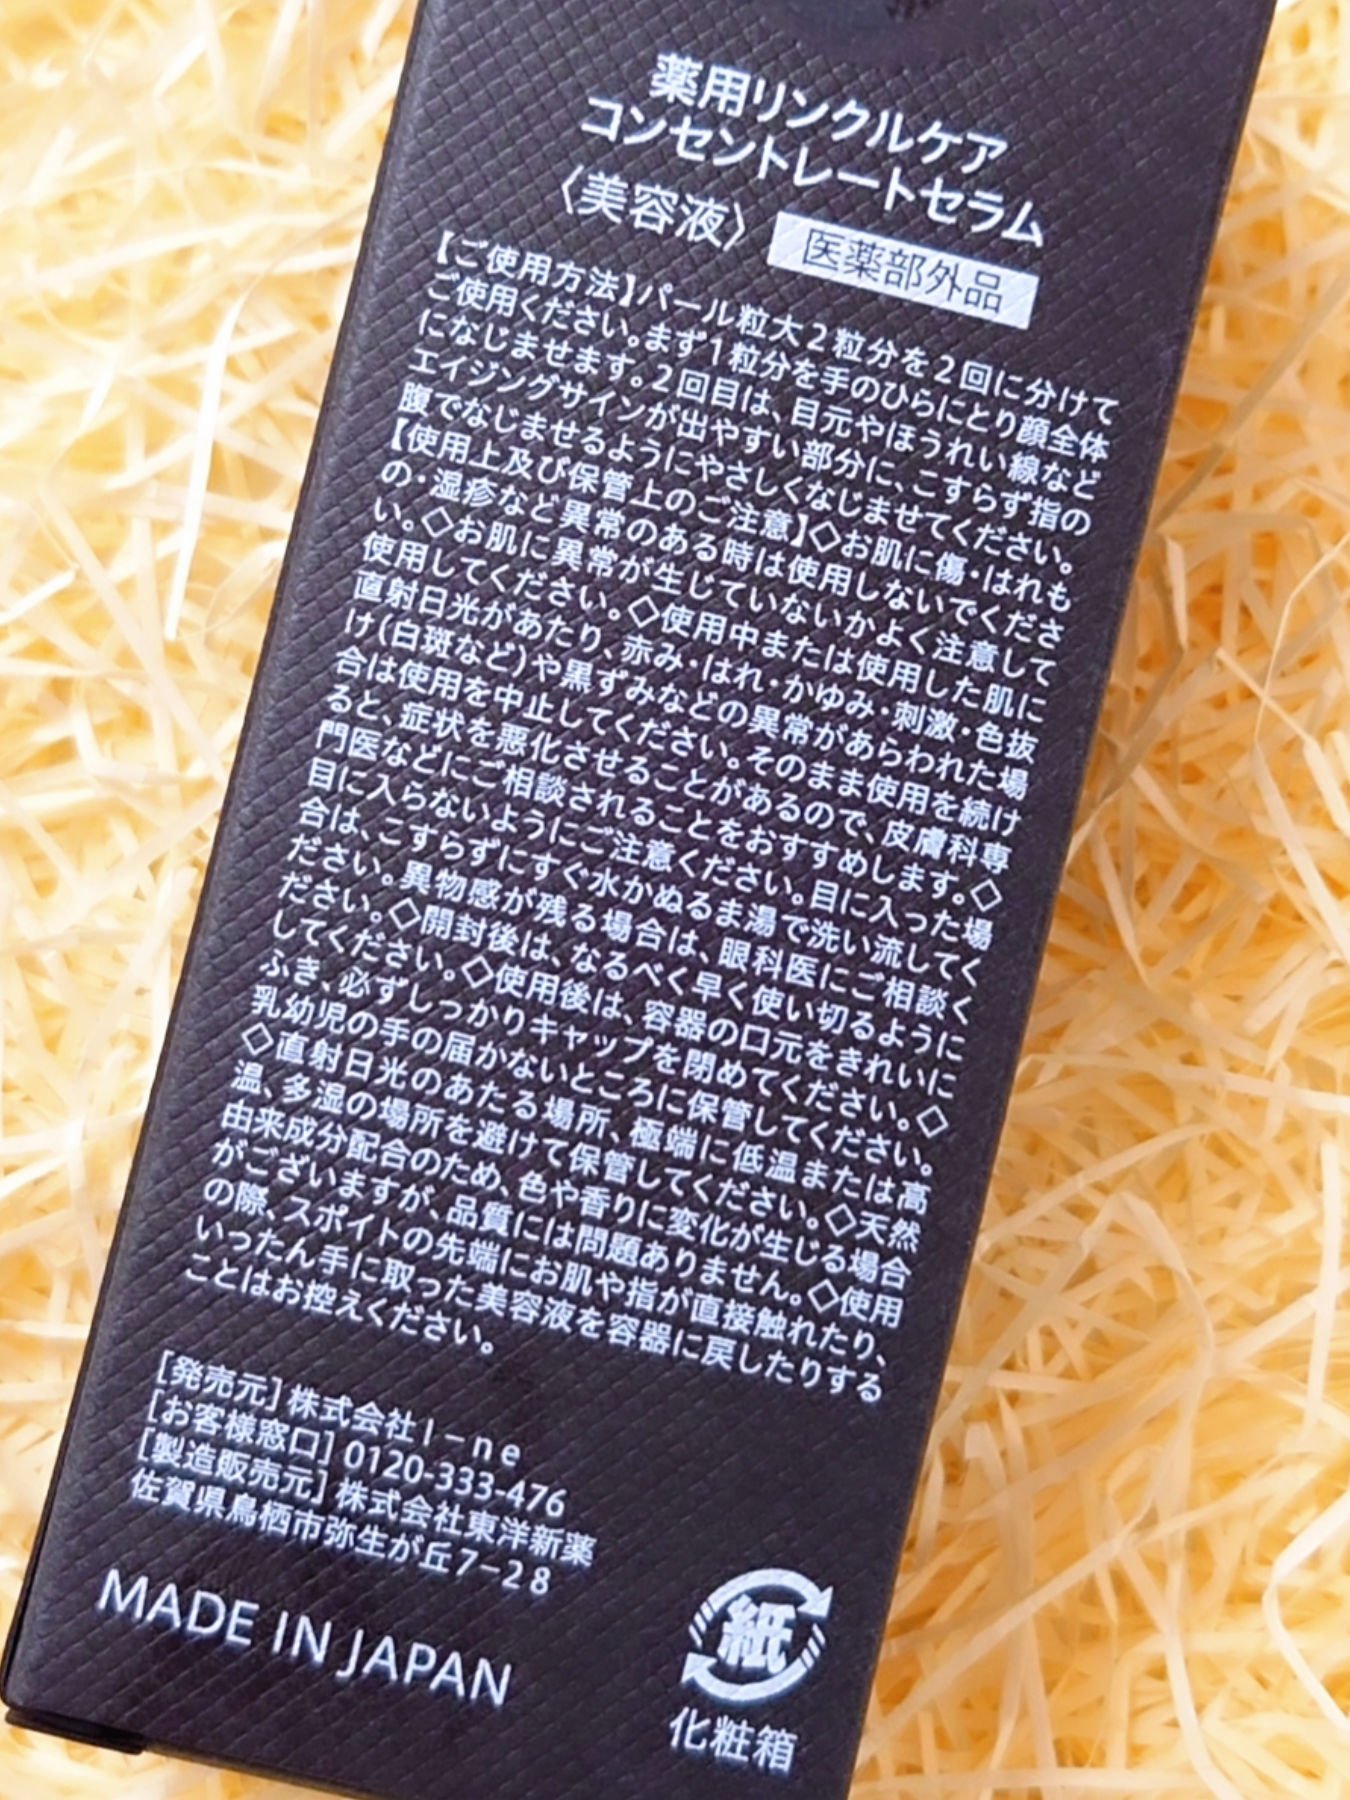 薬用リンクルケア
コンセントレートセラム
〈美容液〉 医薬部外品
【ご使用方法】パール粒大2粒分を2回に分けて
ご使用ください。まず1粒分を手のひらにとり顔全体
になじませます。2回目は、目元やほうれい線など
エイジングサインが出やすい部分に、こすらず指の
腹でなじませるようにやさしくなじませてください。
【使用上及び保管上のご注意】◇お肌に傷・はれも
の・湿疹など異常のある時は使用しないでくださ
い。◇お肌に異常が生じていないかよく注意して
使用してください。◇使用中または使用した肌に
直射日光があたり、赤み・はれ・かゆみ・刺激・色抜
け(白斑など)や黒ずみなどの異常があらわれた場
合は使用を中止してください。そのまま使用を続け
ると、症状を悪化させることがあるので、皮膚科専
門医などにご相談されることをおすすめします。◇
目に入らないようにご注意ください。目に入った場
合は、こすらずにすぐ水かぬるま湯で洗い流してく
ださい。異物感が残る場合は、眼科医にご相談く
ださい。◇開封後は、なるべく早く使い切るように
してください。◇使用後は、容器の口元をきれいに
ふき、必ずしっかりキャップを閉めてください。◇
乳幼児の手の届かないところに保管してください。
◇直射日光のあたる場所、極端に低温または高
温、多湿の場所を避けて保管してください。◇天然
由来成分配合のため、色や香りに変化が生じる場合
がございますが、品質には問題ありません。◇使用
の際、スポイトの先端にお肌や指が直接触れたり、
いったん手に取った美容液を容器に戻したりする
ことはお控えください。
[発売元] 株式会社I-ne
[お客様窓口] 0120-333-476
[製造販売元] 株式会社東洋新薬
佐賀県鳥栖市弥生が丘7-28
MADE IN JAPAN
紙
化粧箱